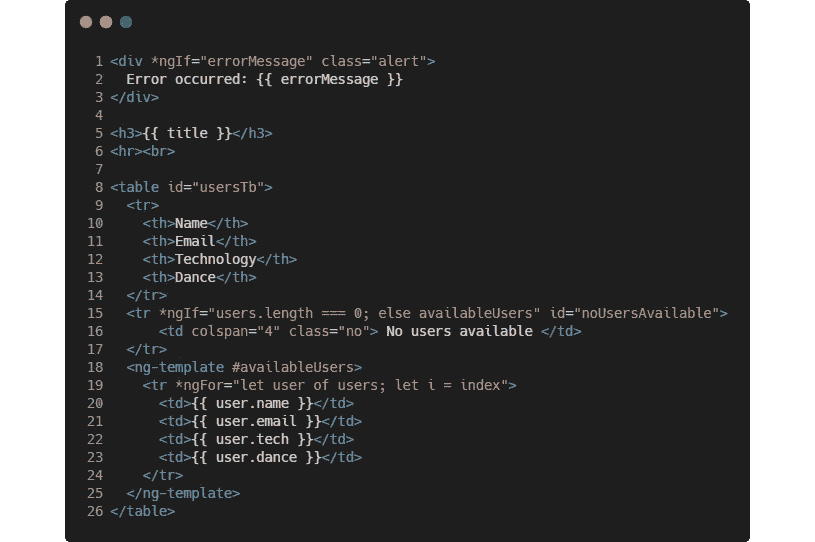 1 <div *ngIf="errorMessage" class="alert">
2   Error occurred: {{ errorMessage }}
3 </div>
4
5 <h3>{{ title }}</h3>
6 <hr><br>
7
8 <table id="usersTb">
9   <tr>
10     <th>Name</th>
11     <th>Email</th>
12     <th>Technology</th>
13     <th>Dance</th>
14   </tr>
15   <tr *ngIf="users.length === 0; else availableUsers" id="noUsersAvailable">
16       <td colspan="4" class="no"> No users available </td>
17   </tr>
18   <ng-template #availableUsers>
19     <tr *ngFor="let user of users; let i = index">
20       <td>{{ user.name }}</td>
21       <td>{{ user.email }}</td>
22       <td>{{ user.tech }}</td>
23       <td>{{ user.dance }}</td>
24     </tr>
25   </ng-template>
26 </table>